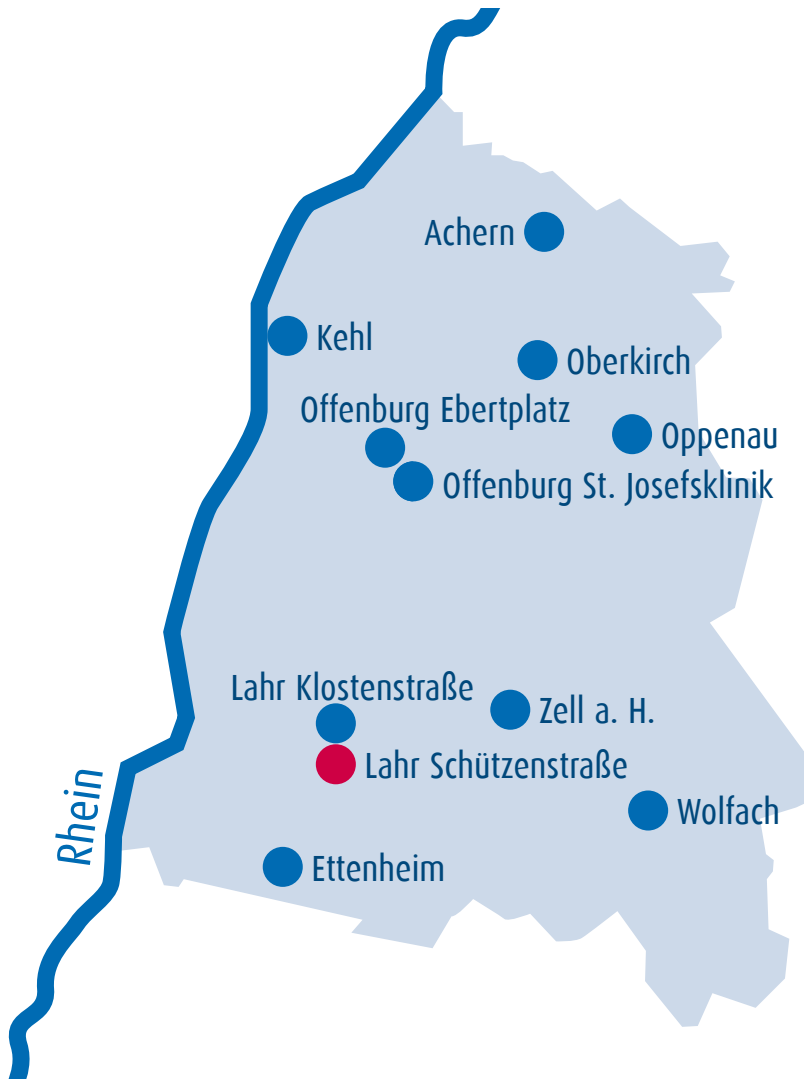 Achern
Kehl
Oberkirch
Offenburg Ebertplatz
Oppenau
Offenburg St. Josefsklinik
Lahr Klostenstraße
Zell a. H.
Lahr Schützenstraße
Rhein
Wolfach
Ettenheim